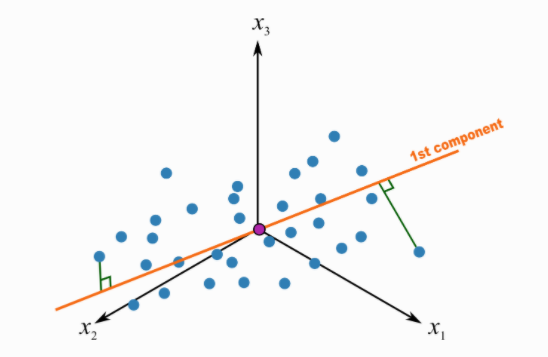 x₃
1st component
x₂
x₁